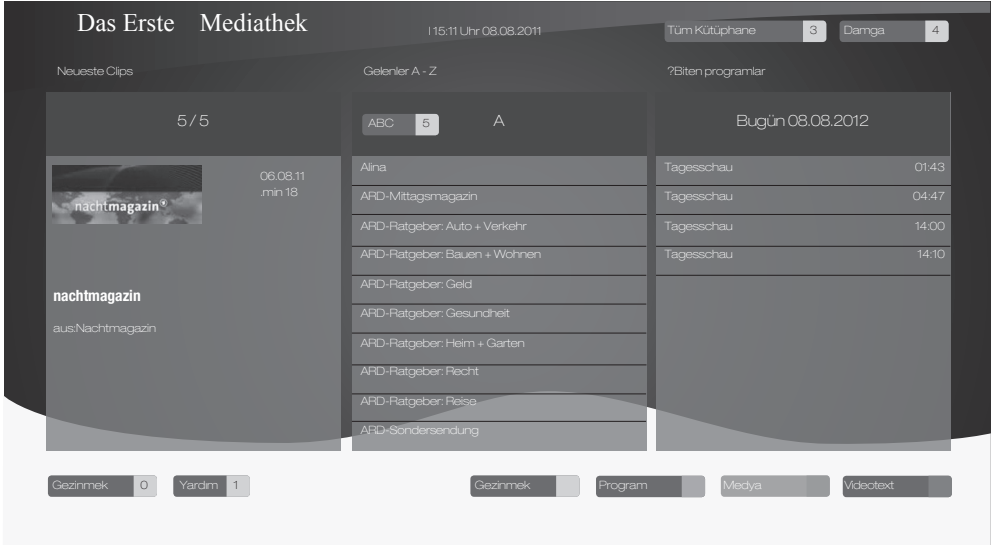 Das Erste Mediathek
| 15:11 Uhr 08.08.2011
Tüm Kütüphane 3
Damga 4
Neueste Clips
Gelenler A - Z
?Biten programlar
5 / 5
ABC 5
A
Bugün 08.08.2012
nachtmagazin
06.08.11
.min 18
nachtmagazin
aus:Nachtmagazin
Alina
ARD-Mittagsmagazin
ARD-Ratgeber: Auto + Verkehr
ARD-Ratgeber: Bauen + Wohnen
ARD-Ratgeber: Geld
ARD-Ratgeber: Gesundheit
ARD-Ratgeber: Heim + Garten
ARD-Ratgeber: Recht
ARD-Ratgeber: Reise
ARD-Sondersendung
Tagesschau 01:43
Tagesschau 04:47
Tagesschau 14:00
Tagesschau 14:10
Gezinmek 0
Yardım 1
Gezinmek
Program
Medya
Videotext